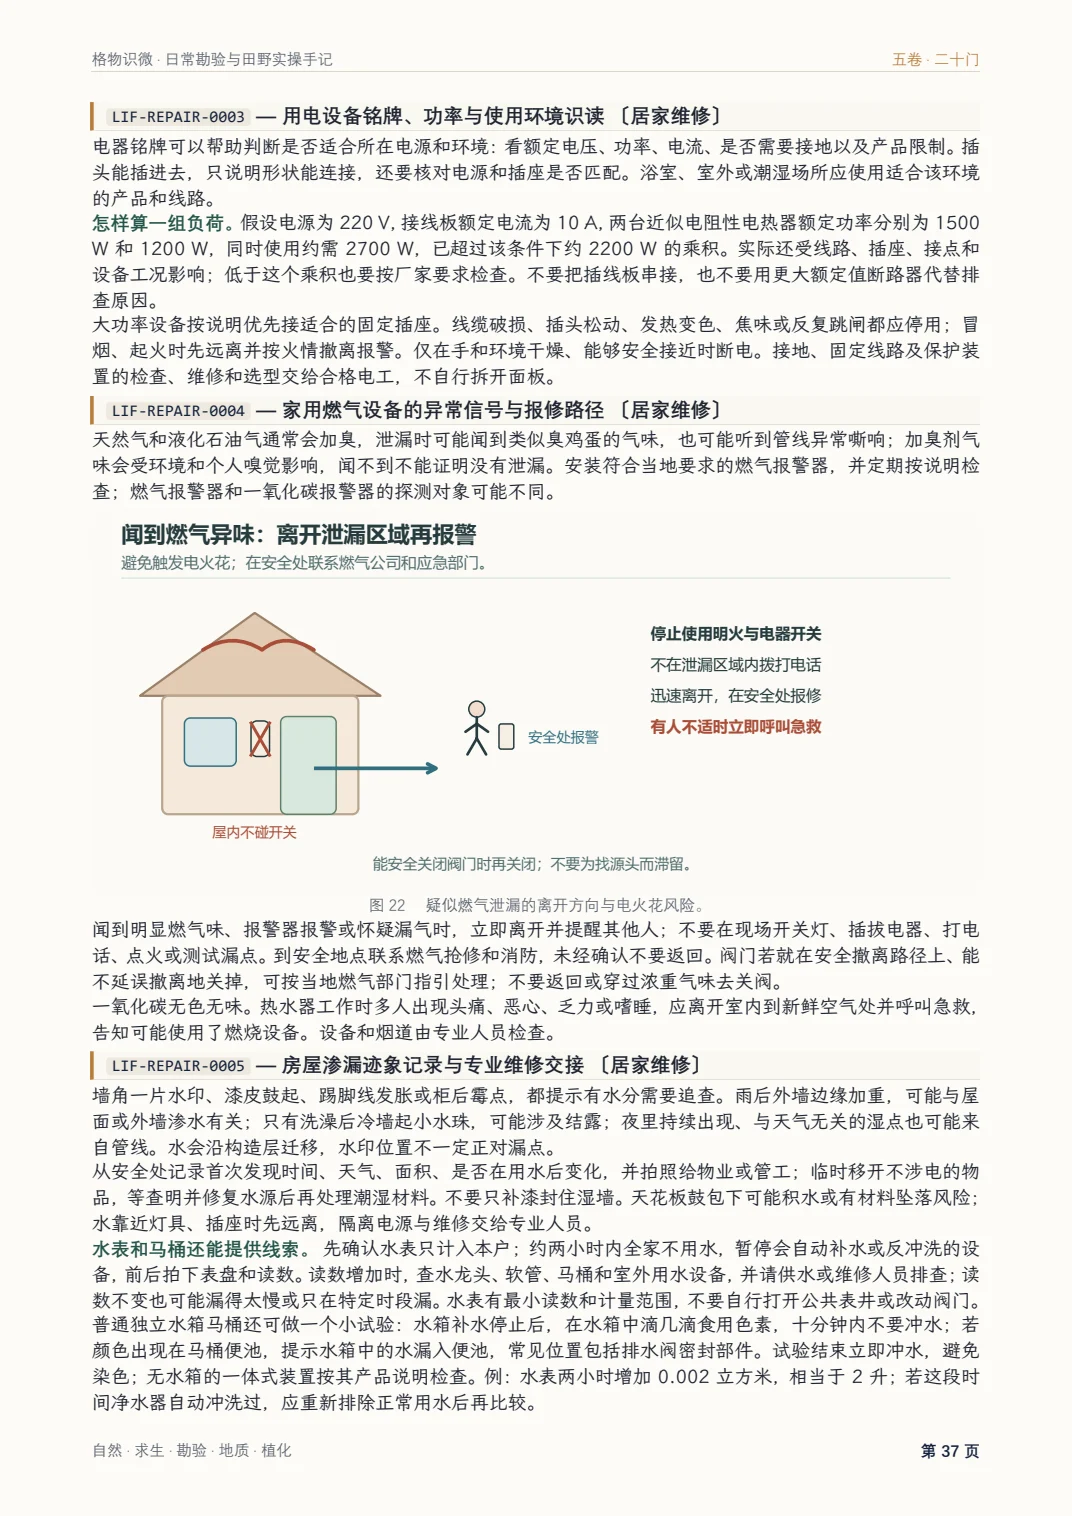 格物识微 · 日常勘验与田野实操手记
五卷 · 二十门
LIF-REPAIR-0003 — 用电设备铭牌、功率与使用环境识读 〔居家维修〕
电器铭牌可以帮助判断是否适合所在电源和环境：看额定电压、功率、电流、是否需要接地以及产品限制。插
头能插进去，只说明形状能连接，还要核对电源和插座是否匹配。浴室、室外或潮湿场所应使用适合该环境
的产品和线路。
怎样算一组负荷。假设电源为 220 V, 接线板额定电流为 10 A, 两台近似电阻性电热器额定功率分别为 1500
W 和 1200 W，同时使用约需 2700 W，已超过该条件下约 2200 W 的乘积。实际还受线路、插座、接点和
设备工况影响；低于这个乘积也要按厂家要求检查。不要把插线板串接，也不要用更大额定值断路器代替排
查原因。
大功率设备按说明优先接适合的固定插座。线缆破损、插头松动、发热变色、焦味或反复跳闸都应停用；冒
烟、起火时先远离并按火情撤离报警。仅在手和环境干燥、能够安全接近时断电。接地、固定线路及保护装
置的检查、维修和选型交给合格电工，不自行拆开面板。
LIF-REPAIR-0004 — 家用燃气设备的异常信号与报修路径 〔居家维修〕
天然气和液化石油气通常会加臭，泄漏时可能闻到类似臭鸡蛋的气味，也可能听到管线异常嘶响；加臭剂气
味会受环境和个人嗅觉影响，闻不到不能证明没有泄漏。安装符合当地要求的燃气报警器，并定期按说明检
查；燃气报警器和一氧化碳报警器的探测对象可能不同。
闻到燃气异味：离开泄漏区域再报警
避免触发电火花；在安全处联系燃气公司和应急部门。
停止使用明火与电器开关
不在泄漏区域内拨打电话
迅速离开，在安全处报修
有人不适时立即呼叫急救
安全处报警
屋内不碰开关
能安全关闭阀门时再关闭；不要为找源头而滞留。
图 22 疑似燃气泄漏的离开方向与电火花风险。
闻到明显燃气味、报警器报警或怀疑漏气时，立即离开并提醒其他人；不要在现场开关灯、插拔电器、打电
话、点火或测试漏点。到安全地点联系燃气抢修和消防，未经确认不要返回。阀门若就在安全撤离路径上、能
不延误撤离地关掉，可按当地燃气部门指引处理；不要返回或穿过浓重气味去关阀。
一氧化碳无色无味。热水器工作时多人出现头痛、恶心、乏力或嗜睡，应离开室内到新鲜空气处并呼叫急救，
告知可能使用了燃烧设备。设备和烟道由专业人员检查。
LIF-REPAIR-0005 — 房屋渗漏迹象记录与专业维修交接 〔居家维修〕
墙角一片水印、漆皮鼓起、踢脚线发胀或柜后霉点，都提示有水分需要追查。雨后外墙边缘加重，可能与屋
面或外墙渗水有关；只有洗澡后冷墙起小水珠，可能涉及结露；夜里持续出现、与天气无关的湿点也可能来
自管线。水会沿构造层迁移，水印位置不一定正对漏点。
从安全处记录首次发现时间、天气、面积、是否在用水后变化，并拍照给物业或管工；临时移开不涉电的物
品，等查明并修复水源后再处理潮湿材料。不要只补漆封住湿墙。天花板鼓包下可能积水或有材料坠落风险；
水靠近灯具、插座时先远离，隔离电源与维修交给专业人员。
水表和马桶还能提供线索。 先确认水表只计入本户；约两小时内全家不用水，暂停会自动补水或反冲洗的设
备，前后拍下表盘和读数。读数增加时，查水龙头、软管、马桶和室外用水设备，并请供水或维修人员排查；读
数不变也可能漏得太慢或只在特定时段漏。水表有最小读数和计量范围，不要自行打开公共表井或改动阀门。
普通独立水箱马桶还可做一个小试验：水箱补水停止后，在水箱中滴几滴食用色素，十分钟内不要冲水；若
颜色出现在马桶便池，提示水箱中的水漏入便池，常见位置包括排水阀密封部件。试验结束立即冲水，避免
染色；无水箱的一体式装置按其产品说明检查。例：水表两小时增加 0.002 立方米，相当于 2 升；若这段时
间净水器自动冲洗过，应重新排除正常用水后再比较。
自然 · 求生 · 勘验 · 地质 · 植化
第 37 页